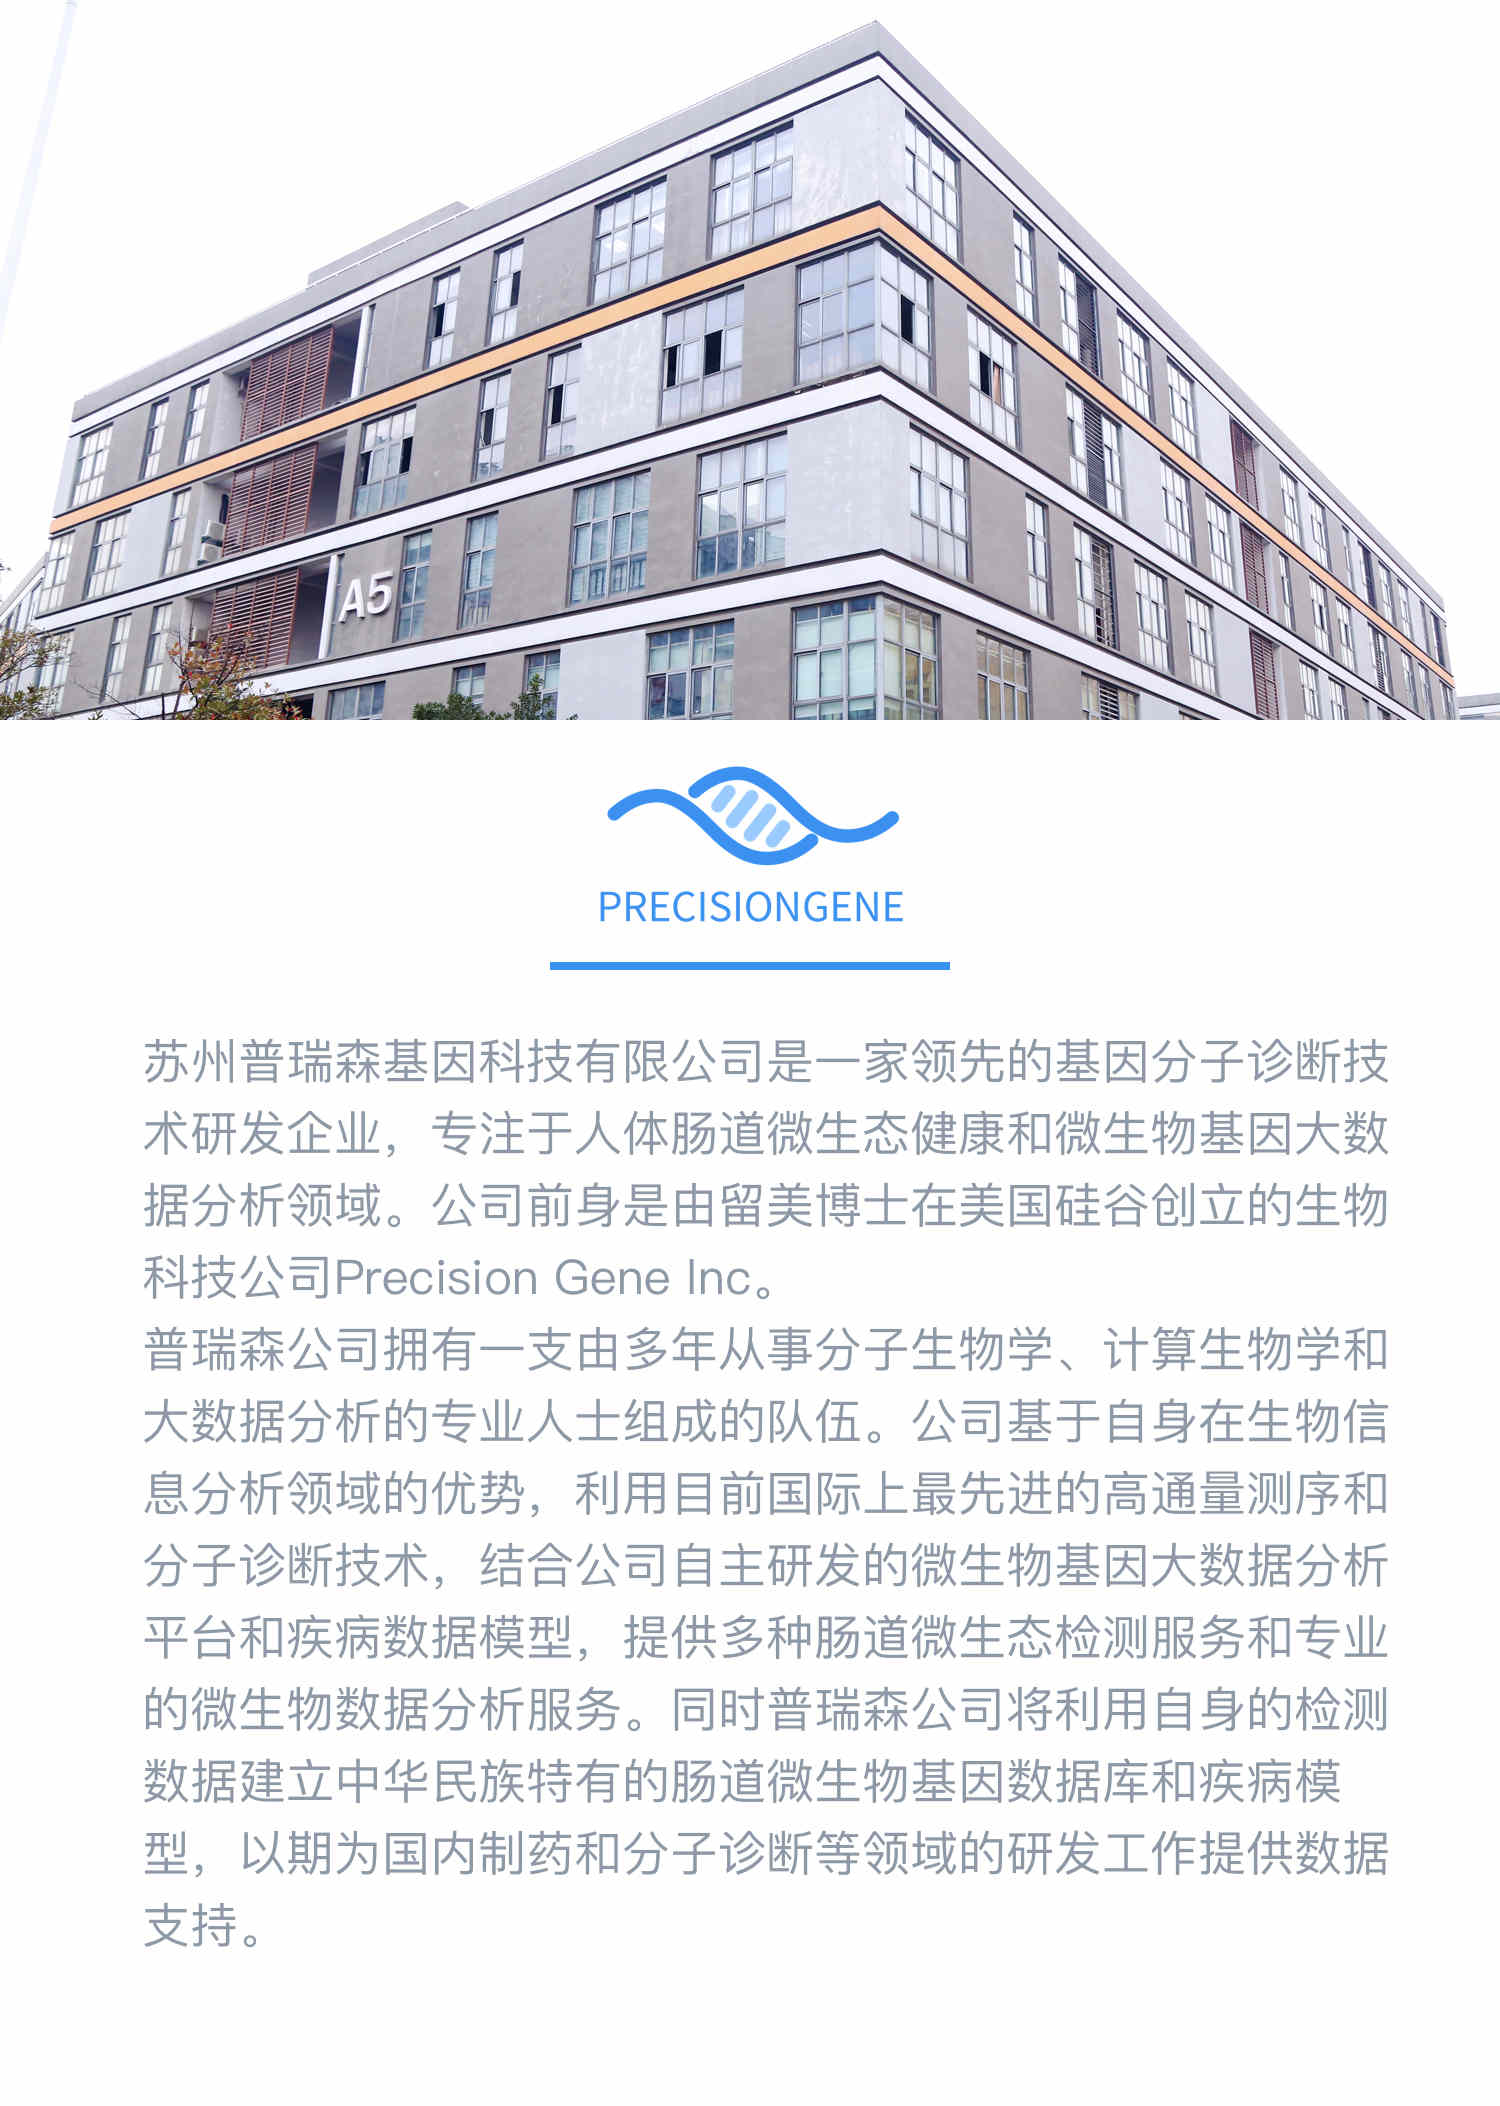 A5
PRECISIONGENE
苏州普瑞森基因科技有限公司是一家领先的基因分子诊断技
术研发企业，专注于人体肠道微生态健康和微生物基因大数
据分析领域。公司前身是由留美博士在美国硅谷创立的生物
科技公司Precision Gene Inc。
普瑞森公司拥有一支由多年从事分子生物学、计算生物学和
大数据分析的专业人士组成的队伍。公司基于自身在生物信
息分析领域的优势，利用目前国际上最先进的高通量测序和
分子诊断技术，结合公司自主研发的微生物基因大数据分析
平台和疾病数据模型，提供多种肠道微生态检测服务和专业
的微生物数据分析服务。同时普瑞森公司将利用自身的检测
数据建立中华民族特有的肠道微生物基因数据库和疾病模
型，以期为国内制药和分子诊断等领域的研发工作提供数据
支持。